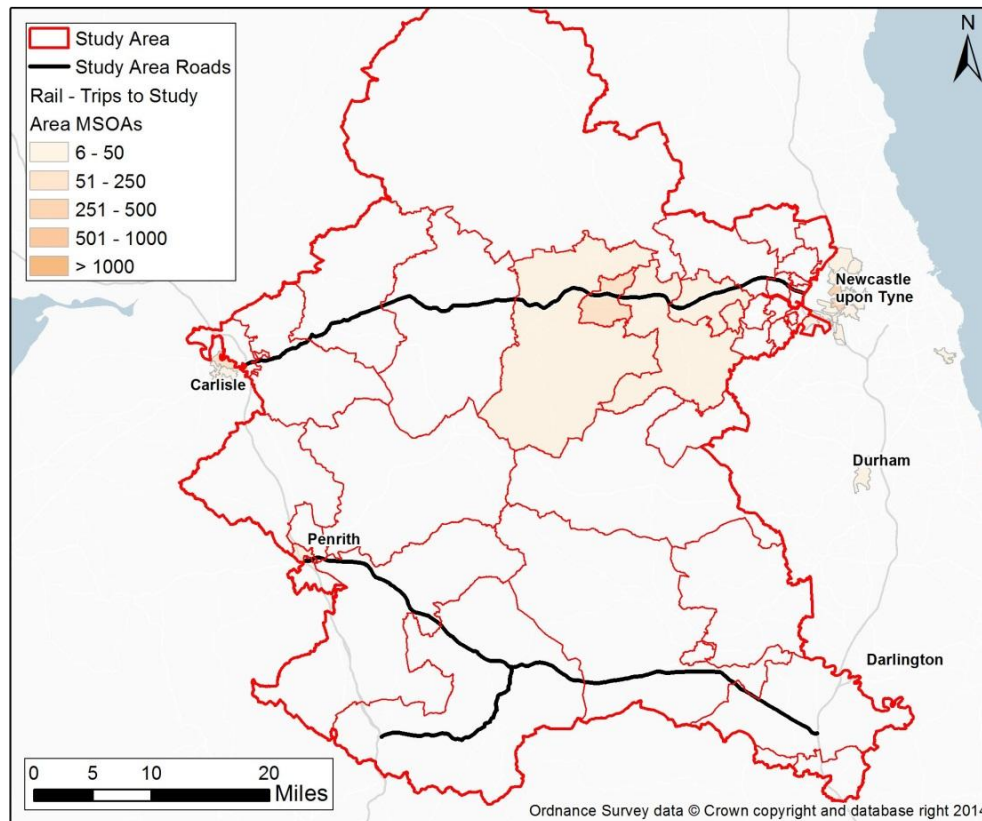 Study Area
Study Area Roads
Rail - Trips to Study
Area MSOAs
6 - 50
51 - 250
251 - 500
501 - 1000
> 1000
N
Newcastle
upon Tyne
Carlisle
Durham
Penrith
Darlington
0 5 10 20
Miles
Ordnance Survey data © Crown copyright and database right 2014